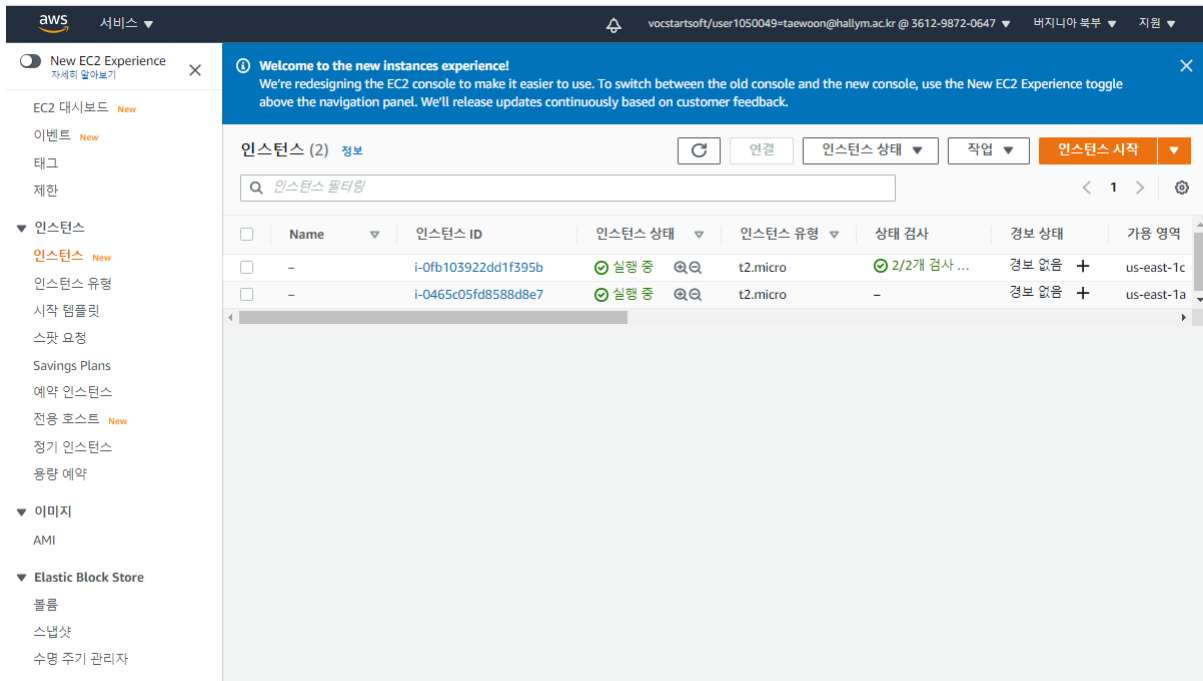 aws 서비스 ▼ vocstartsoft/user1050049=taewoon@hallym.ac.kr @ 3612-9872-0647 ▼ 버지니아 북부 ▼ 지원 ▼
New EC2 Experience
자세히 알아보기
EC2 대시보드 New
이벤트 New
태그
제한
▼ 인스턴스
인스턴스 New
인스턴스 유형
시작 템플릿
스팟 요청
Savings Plans
예약 인스턴스
전용 호스트 New
정기 인스턴스
용량 예약
▼ 이미지
AMI
▼ Elastic Block Store
볼륨
스냅샷
수명 주기 관리자
Welcome to the new instances experience!
We're redesigning the EC2 console to make it easier to use. To switch between the old console and the new console, use the New EC2 Experience toggle
above the navigation panel. We'll release updates continuously based on customer feedback.
인스턴스 (2) 정보 연결 인스턴스 상태 ▼ 작업 ▼ 인스턴스 시작 ▼
인스턴스 필터링 < 1 >
Name 인스턴스 ID 인스턴스 상태 인스턴스 유형 상태 검사 경보 상태 가용 영역
– i-0fb103922dd1f395b 실행 중 t2.micro 2/2개 검사 ... 경보 없음 + us-east-1c
– i-0465c05fd8588d8e7 실행 중 t2.micro – 경보 없음 + us-east-1a